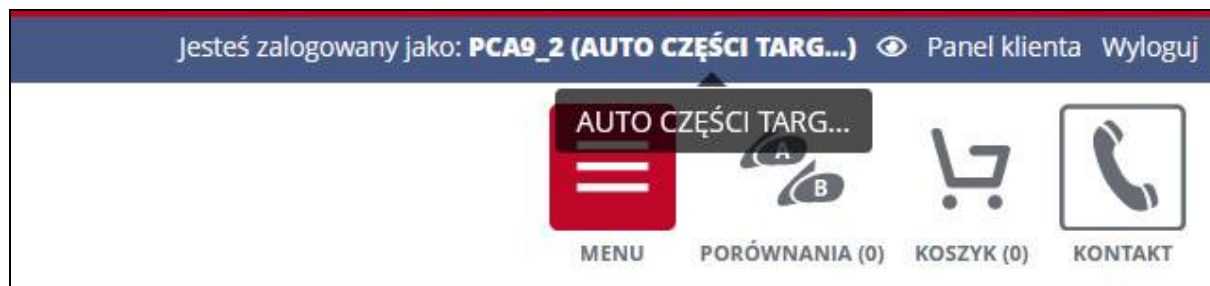 Jesteś zalogowany jako: PCA9_2 (AUTO CZĘŚCI TARG...) Panel klienta Wyloguj
AUTO CZĘŚCI TARG...
A
B
MENU PORÓWNANIA (0) KOSZYK (0) KONTAKT